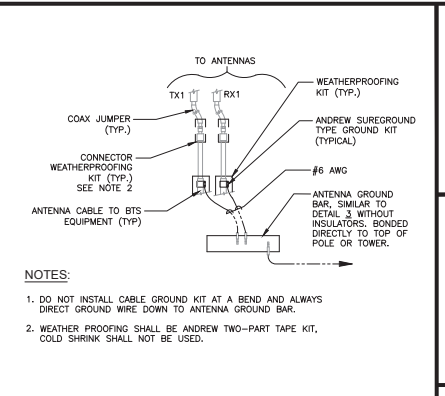 TO ANTENNAS
TX1
RX1
WEATHERPROOFING
KIT (TYP.)
COAX JUMPER
(TYP.)
ANDREW SUREGROUND
TYPE GROUND KIT
(TYPICAL)
CONNECTOR
WEATHERPROOFING
KIT (TYP.)
SEE NOTE 2
#6 AWG
ANTENNA CABLE TO BTS
EQUIPMENT (TYP)
ANTENNA GROUND
BAR, SIMILAR TO
DETAIL 3 WITHOUT
INSULATORS. BONDED
DIRECTLY TO TOP OF
POLE OR TOWER.
NOTES:
1. DO NOT INSTALL CABLE GROUND KIT AT A BEND AND ALWAYS
DIRECT GROUND WIRE DOWN TO ANTENNA GROUND BAR.
2. WEATHER PROOFING SHALL BE ANDREW TWO-PART TAPE KIT,
COLD SHRINK SHALL NOT BE USED.